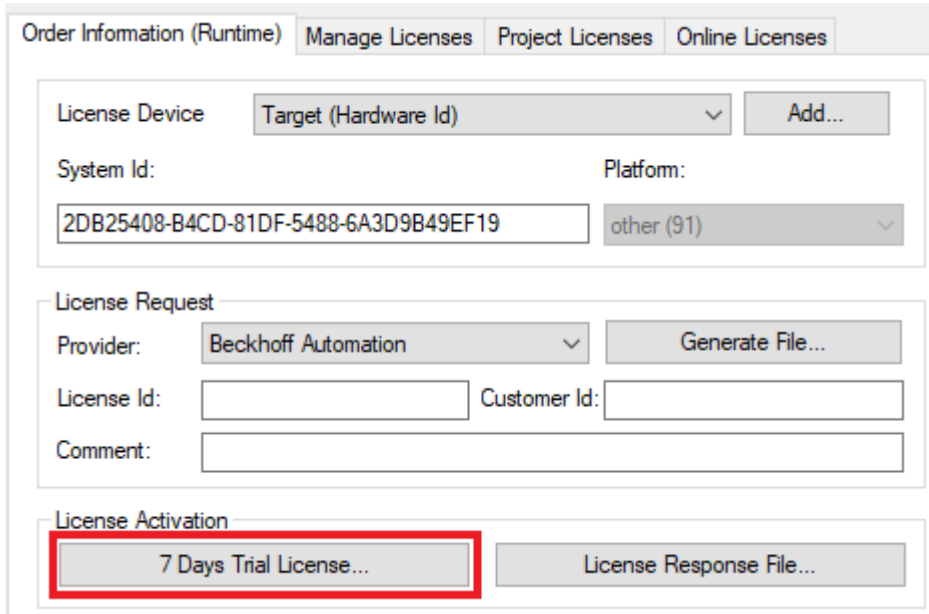 Order Information (Runtime) Manage Licenses Project Licenses Online Licenses
License Device Target (Hardware Id) Add...
System Id: Platform:
2DB25408-B4CD-81DF-5488-6A3D9B49EF19 other (91)
License Request
Provider: Beckhoff Automation Generate File...
License Id: Customer Id:
Comment:
License Activation
7 Days Trial License... License Response File...